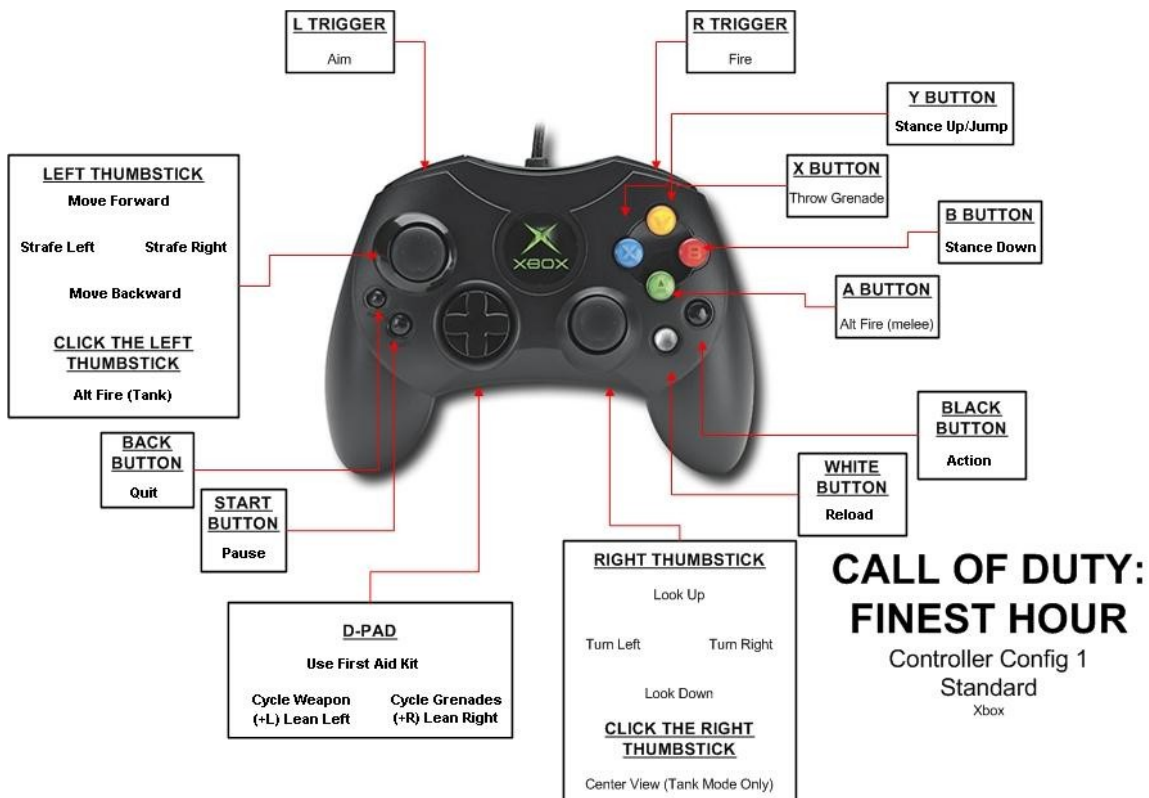 L TRIGGER
Aim
R TRIGGER
Fire
Y BUTTON
Stance Up/Jump
X BUTTON
Throw Grenade
B BUTTON
Stance Down
A BUTTON
Alt Fire (melee)
LEFT THUMBSTICK
Move Forward
Strafe Left Strafe Right
Move Backward
CLICK THE LEFT
THUMBSTICK
Alt Fire (Tank)
XBOX
Y
X
B
A
BACK
BUTTON
Quit
START
BUTTON
Pause
BLACK
BUTTON
Action
WHITE
BUTTON
Reload
D-PAD
Use First Aid Kit
Cycle Weapon Cycle Grenades
(+L) Lean Left (+R) Lean Right
RIGHT THUMBSTICK
Look Up
Turn Left Turn Right
Look Down
CLICK THE RIGHT
THUMBSTICK
Center View (Tank Mode Only)
CALL OF DUTY:
FINEST HOUR
Controller Config 1
Standard
Xbox